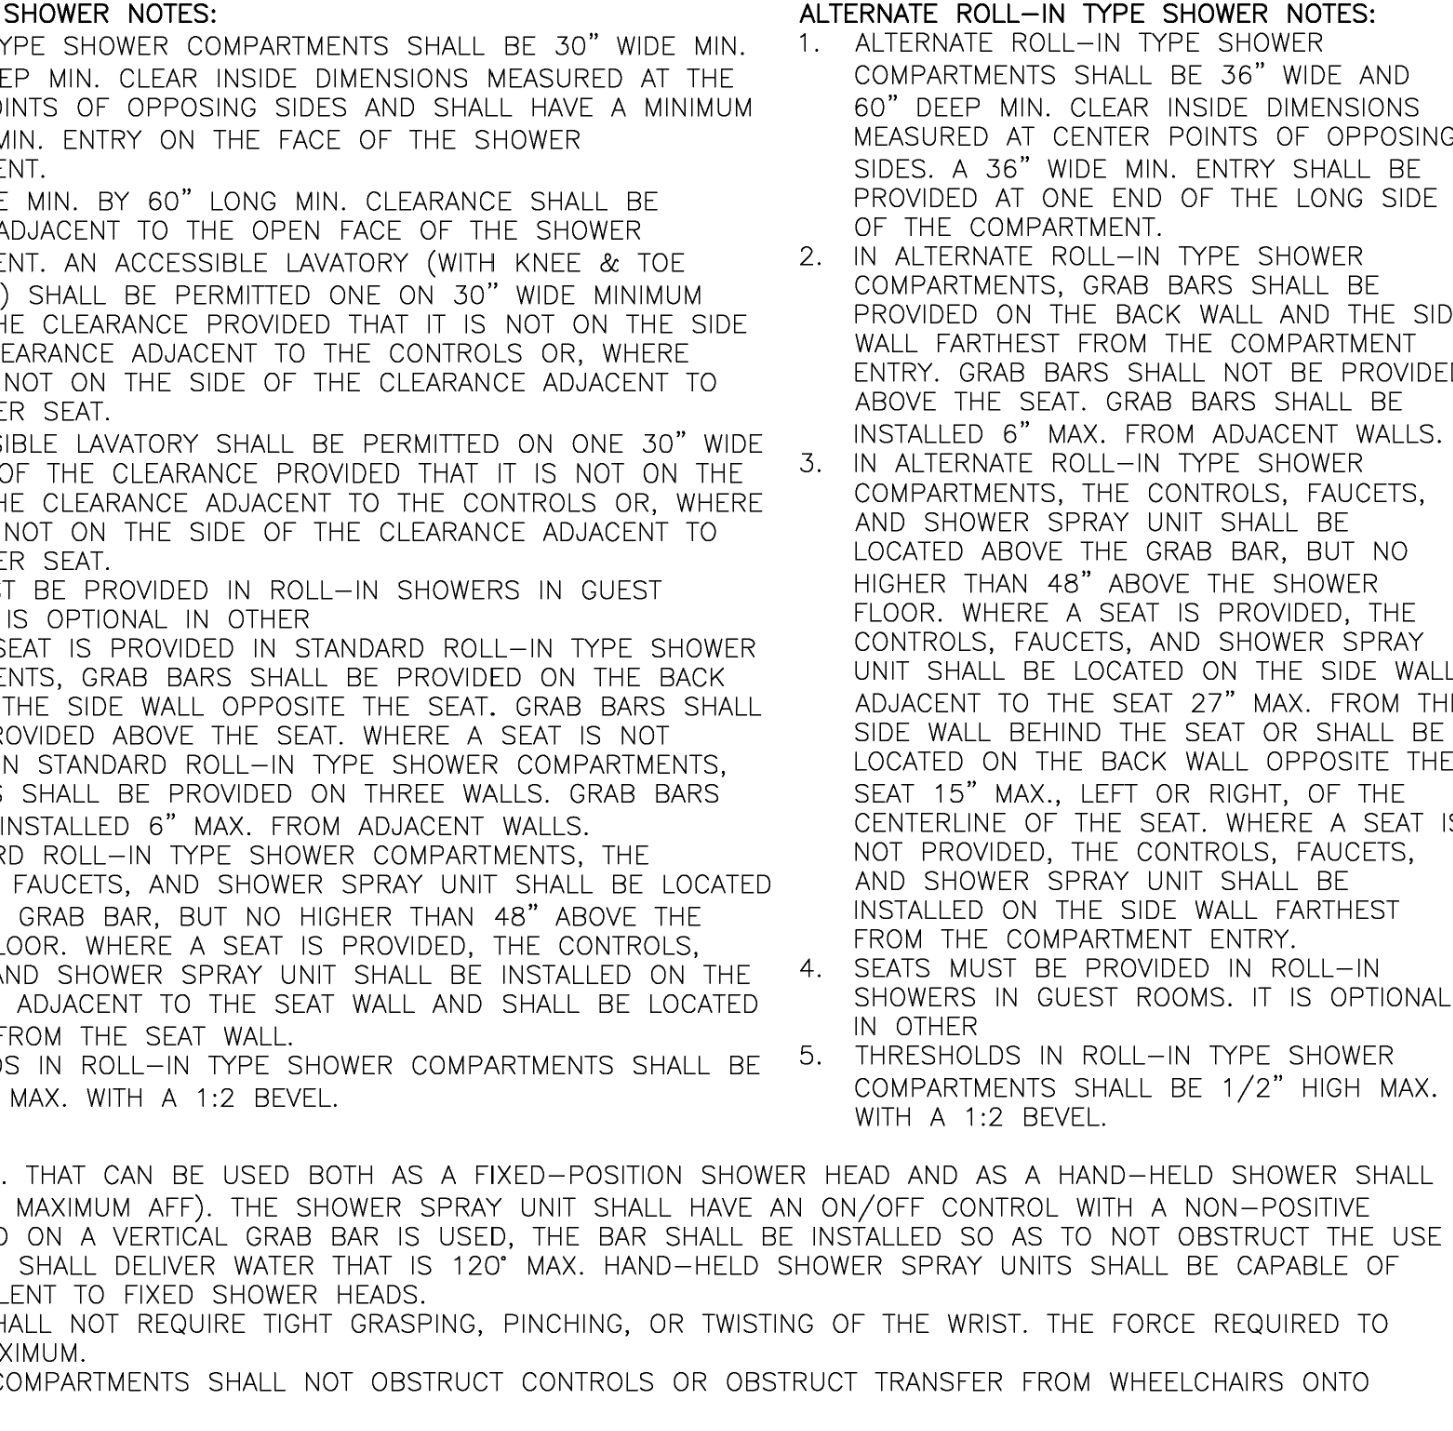 SHOWER NOTES:
YPE SHOWER COMPARTMENTS SHALL BE 30" WIDE MIN.
EEP MIN. CLEAR INSIDE DIMENSIONS MEASURED AT THE
OINTS OF OPPOSING SIDES AND SHALL HAVE A MINIMUM
MIN. ENTRY ON THE FACE OF THE SHOWER
ENT.
E MIN. BY 60" LONG MIN. CLEARANCE SHALL BE
ADJACENT TO THE OPEN FACE OF THE SHOWER
ENT. AN ACCESSIBLE LAVATORY (WITH KNEE & TOE
) SHALL BE PERMITTED ONE ON 30" WIDE MINIMUM
HE CLEARANCE PROVIDED THAT IT IS NOT ON THE SIDE
EARANCE ADJACENT TO THE CONTROLS OR, WHERE
NOT ON THE SIDE OF THE CLEARANCE ADJACENT TO
ER SEAT.
SIBLE LAVATORY SHALL BE PERMITTED ON ONE 30" WIDE
OF THE CLEARANCE PROVIDED THAT IT IS NOT ON THE
HE CLEARANCE ADJACENT TO THE CONTROLS OR, WHERE
NOT ON THE SIDE OF THE CLEARANCE ADJACENT TO
ER SEAT.
ST BE PROVIDED IN ROLL-IN SHOWERS IN GUEST
IS OPTIONAL IN OTHER
SEAT IS PROVIDED IN STANDARD ROLL-IN TYPE SHOWER
ENTS, GRAB BARS SHALL BE PROVIDED ON THE BACK
THE SIDE WALL OPPOSITE THE SEAT. GRAB BARS SHALL
ROVIDED ABOVE THE SEAT. WHERE A SEAT IS NOT
IN STANDARD ROLL-IN TYPE SHOWER COMPARTMENTS,
S SHALL BE PROVIDED ON THREE WALLS. GRAB BARS
INSTALLED 6" MAX. FROM ADJACENT WALLS.
RD ROLL-IN TYPE SHOWER COMPARTMENTS, THE
FAUCETS, AND SHOWER SPRAY UNIT SHALL BE LOCATED
GRAB BAR, BUT NO HIGHER THAN 48" ABOVE THE
LOOR. WHERE A SEAT IS PROVIDED, THE CONTROLS,
AND SHOWER SPRAY UNIT SHALL BE INSTALLED ON THE
ADJACENT TO THE SEAT WALL AND SHALL BE LOCATED
FROM THE SEAT WALL.
DS IN ROLL-IN TYPE SHOWER COMPARTMENTS SHALL BE
MAX. WITH A 1:2 BEVEL.
ALTERNATE ROLL-IN TYPE SHOWER NOTES:
1. ALTERNATE ROLL-IN TYPE SHOWER
COMPARTMENTS SHALL BE 36" WIDE AND
60" DEEP MIN. CLEAR INSIDE DIMENSIONS
MEASURED AT CENTER POINTS OF OPPOSING
SIDES. A 36" WIDE MIN. ENTRY SHALL BE
PROVIDED AT ONE END OF THE LONG SIDE
OF THE COMPARTMENT.
2. IN ALTERNATE ROLL-IN TYPE SHOWER
COMPARTMENTS, GRAB BARS SHALL BE
PROVIDED ON THE BACK WALL AND THE SID
WALL FARTHEST FROM THE COMPARTMENT
ENTRY. GRAB BARS SHALL NOT BE PROVIDED
ABOVE THE SEAT. GRAB BARS SHALL BE
INSTALLED 6" MAX. FROM ADJACENT WALLS.
3. IN ALTERNATE ROLL-IN TYPE SHOWER
COMPARTMENTS, THE CONTROLS, FAUCETS,
AND SHOWER SPRAY UNIT SHALL BE
LOCATED ABOVE THE GRAB BAR, BUT NO
HIGHER THAN 48" ABOVE THE SHOWER
FLOOR. WHERE A SEAT IS PROVIDED, THE
CONTROLS, FAUCETS, AND SHOWER SPRAY
UNIT SHALL BE LOCATED ON THE SIDE WALL
ADJACENT TO THE SEAT 27" MAX. FROM THE
SIDE WALL BEHIND THE SEAT OR SHALL BE
LOCATED ON THE BACK WALL OPPOSITE THE
SEAT 15" MAX., LEFT OR RIGHT, OF THE
CENTERLINE OF THE SEAT. WHERE A SEAT IS
NOT PROVIDED, THE CONTROLS, FAUCETS,
AND SHOWER SPRAY UNIT SHALL BE
INSTALLED ON THE SIDE WALL FARTHEST
FROM THE COMPARTMENT ENTRY.
4. SEATS MUST BE PROVIDED IN ROLL-IN
SHOWERS IN GUEST ROOMS. IT IS OPTIONAL
IN OTHER
5. THRESHOLDS IN ROLL-IN TYPE SHOWER
COMPARTMENTS SHALL BE 1/2" HIGH MAX.
WITH A 1:2 BEVEL.
. THAT CAN BE USED BOTH AS A FIXED-POSITION SHOWER HEAD AND AS A HAND-HELD SHOWER SHALL
MAXIMUM AFF). THE SHOWER SPRAY UNIT SHALL HAVE AN ON/OFF CONTROL WITH A NON-POSITIVE
D ON A VERTICAL GRAB BAR IS USED, THE BAR SHALL BE INSTALLED SO AS TO NOT OBSTRUCT THE USE
SHALL DELIVER WATER THAT IS 120° MAX. HAND-HELD SHOWER SPRAY UNITS SHALL BE CAPABLE OF
LENT TO FIXED SHOWER HEADS.
HALL NOT REQUIRE TIGHT GRASPING, PINCHING, OR TWISTING OF THE WRIST. THE FORCE REQUIRED TO
XIMUM.
COMPARTMENTS SHALL NOT OBSTRUCT CONTROLS OR OBSTRUCT TRANSFER FROM WHEELCHAIRS ONTO